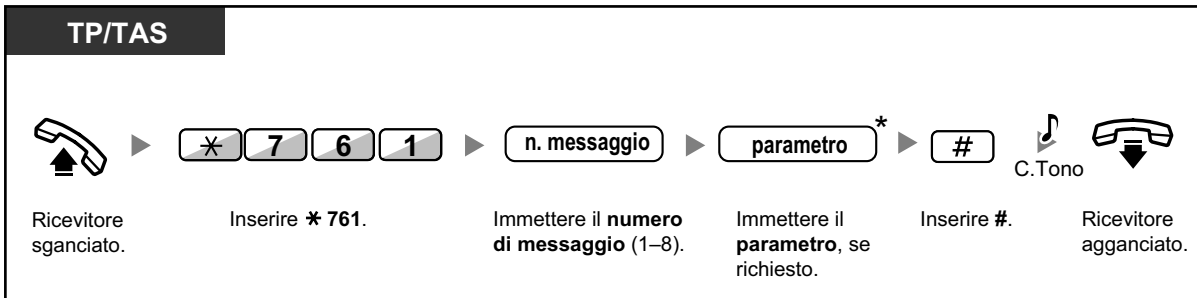 TP/TAS
✱ 7 6 1 n. messaggio parametro * #
C.Tono
Ricevitore sganciato.
Inserire ✱ 761.
Immettere il numero di messaggio (1–8).
Immettere il parametro, se richiesto.
Inserire #.
Ricevitore agganciato.